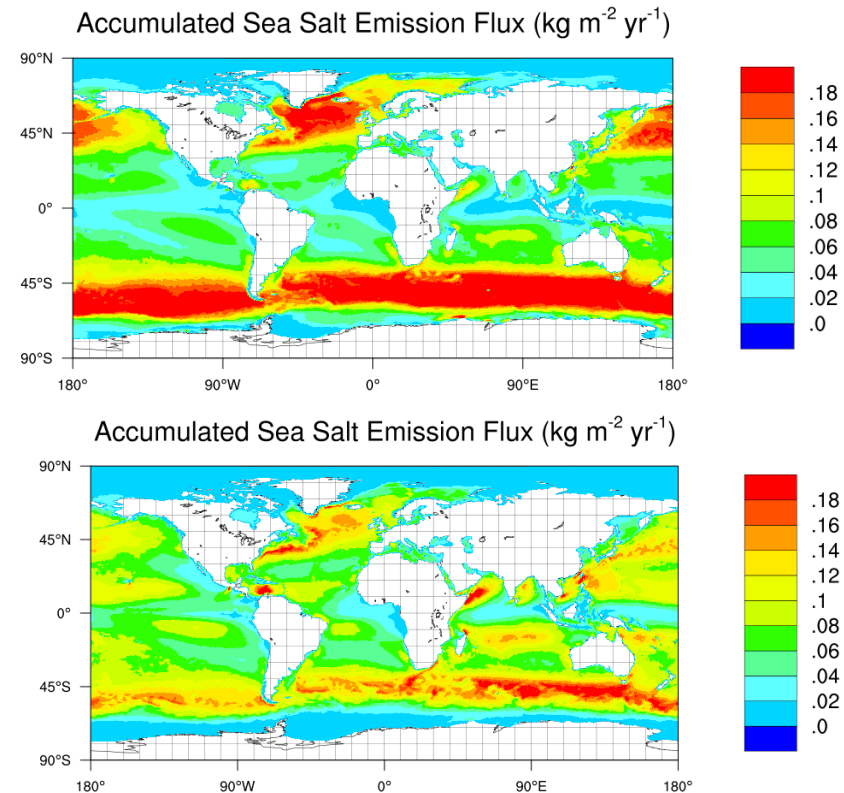 Accumulated Sea Salt Emission Flux (kg m-2 yr-1)
90°N
45°N
0°
45°S
90°S
180°
90°W
0°
90°E
180°
.18
.16
.14
.12
.1
.08
.06
.04
.02
.0
Accumulated Sea Salt Emission Flux (kg m-2 yr-1)
90°N
45°N
0°
45°S
90°S
180°
90°W
0°
90°E
180°
.18
.16
.14
.12
.1
.08
.06
.04
.02
.0